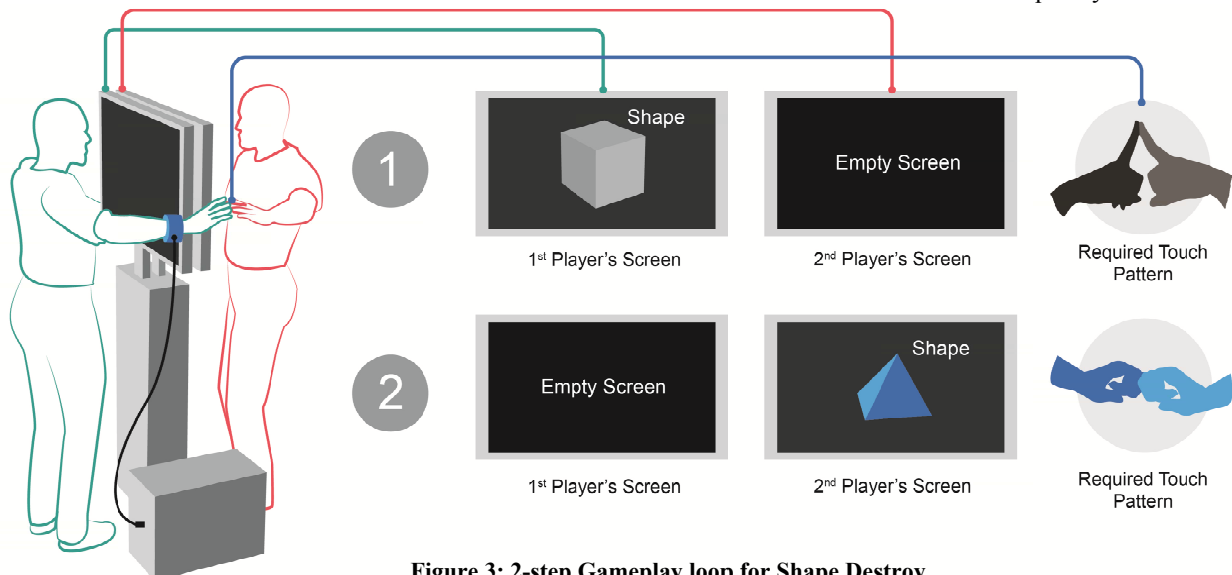 1
Shape
Empty Screen
1st Player's Screen
2nd Player's Screen
Required Touch
Pattern
2
Empty Screen
Shape
1st Player's Screen
2nd Player's Screen
Required Touch
Pattern
Figure 3: 2-step Gameplay loop for Shape Destroy